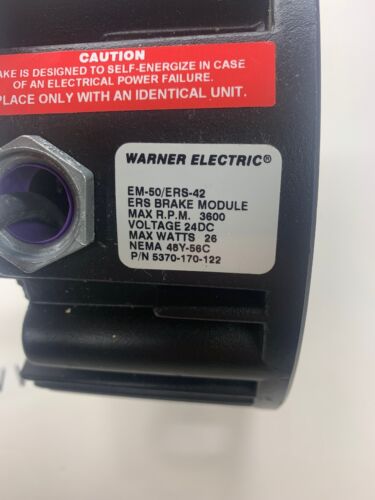 CAUTION
AKE IS DESIGNED TO SELF-ENERGIZE IN CASE
OF AN ELECTRICAL POWER FAILURE.
PLACE ONLY WITH AN IDENTICAL UNIT.
WARNER ELECTRIC®
EM-50/ERS-42
ERS BRAKE MODULE
MAX R.P.M. 3600
VOLTAGE 24DC
MAX WATTS 26
NEMA 48Y-56C
P/N 5370-170-122